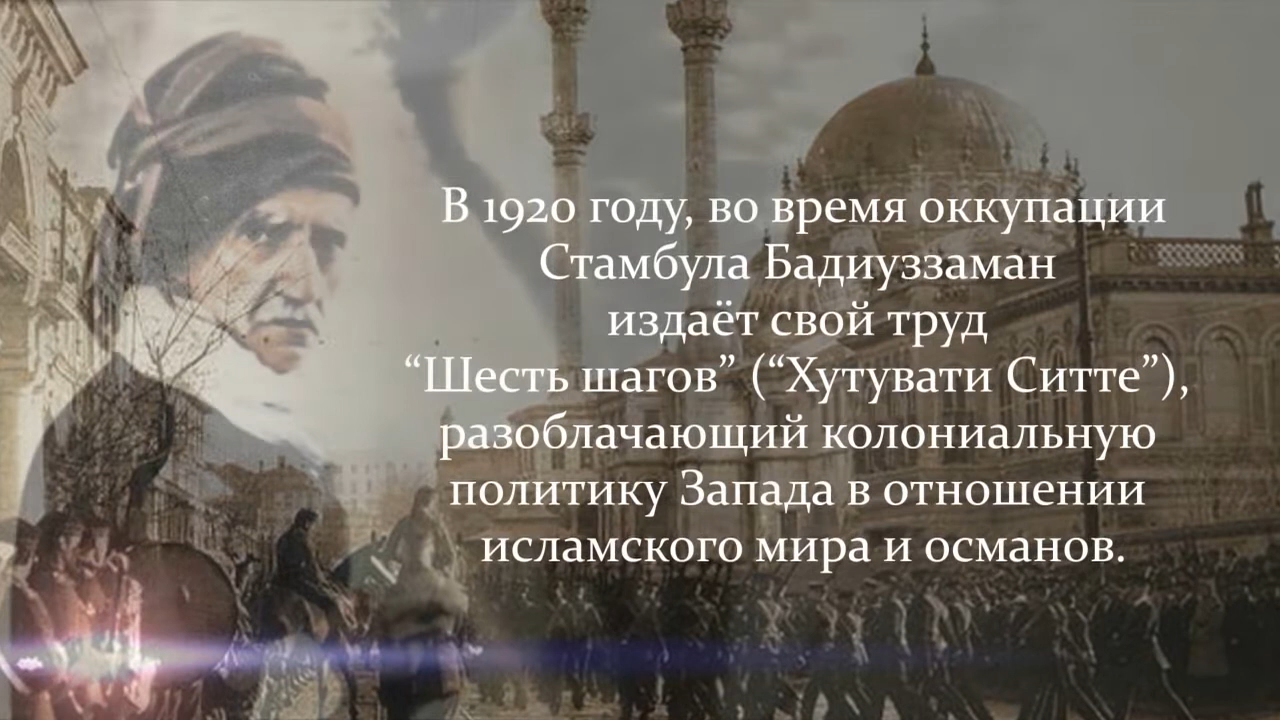 В 1920 году, во время оккупации
Стамбула Бадиуззаман
издаёт свой труд
“Шесть шагов” (“Хутувати Ситте”),
разоблачающий колониальную
политику Запада в отношении
исламского мира и османов.